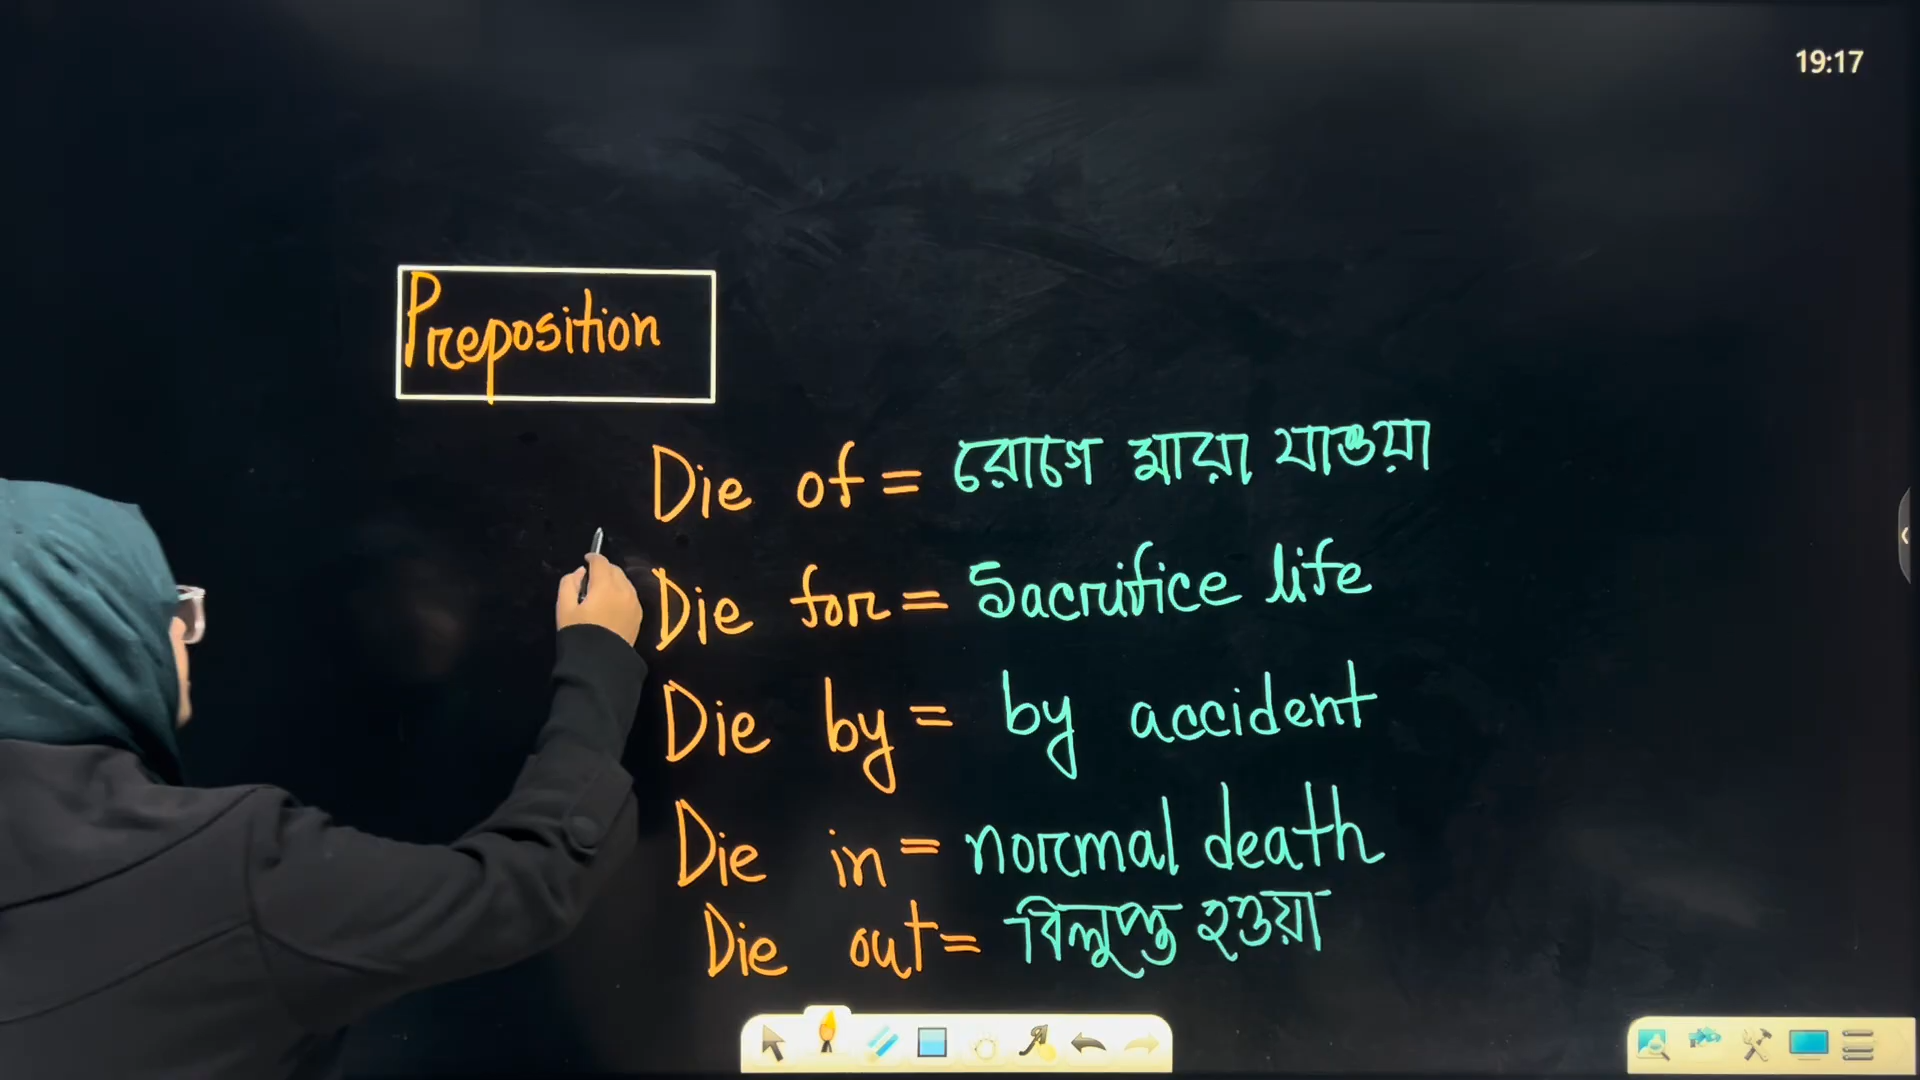 19:17
Preposition
Die of = রোগে মারা যাওয়া
Die for = Sacrifice life
Die by = by accident
Die in = normal death
Die out = বিলুপ্ত হওয়া